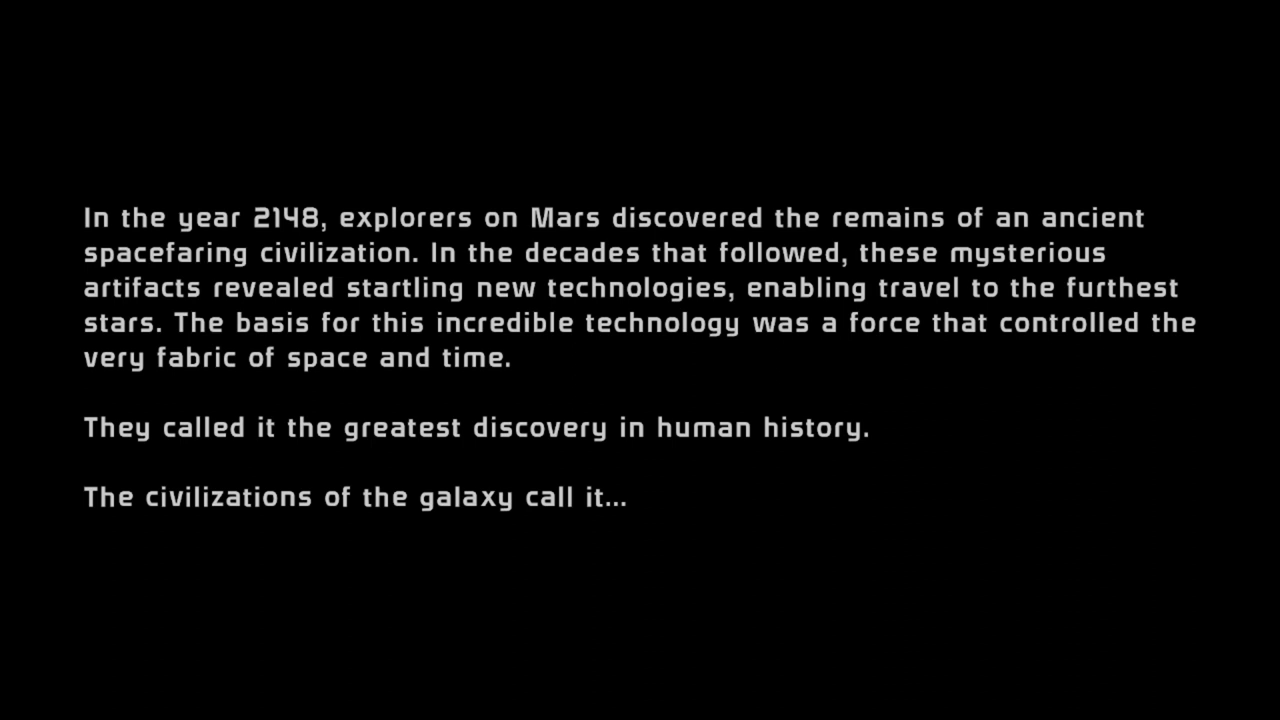 In the year 2148, explorers on Mars discovered the remains of an ancient
spacefaring civilization. In the decades that followed, these mysterious
artifacts revealed startling new technologies, enabling travel to the furthest
stars. The basis for this incredible technology was a force that controlled the
very fabric of space and time.
They called it the greatest discovery in human history.
The civilizations of the galaxy call it...